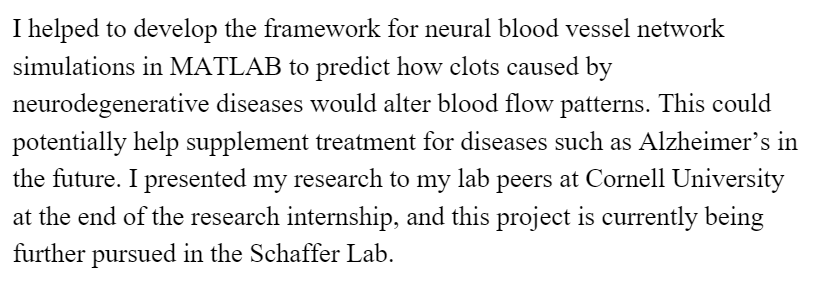 I helped to develop the framework for neural blood vessel network
simulations in MATLAB to predict how clots caused by
neurodegenerative diseases would alter blood flow patterns. This could
potentially help supplement treatment for diseases such as Alzheimer’s in
the future. I presented my research to my lab peers at Cornell University
at the end of the research internship, and this project is currently being
further pursued in the Schaffer Lab.